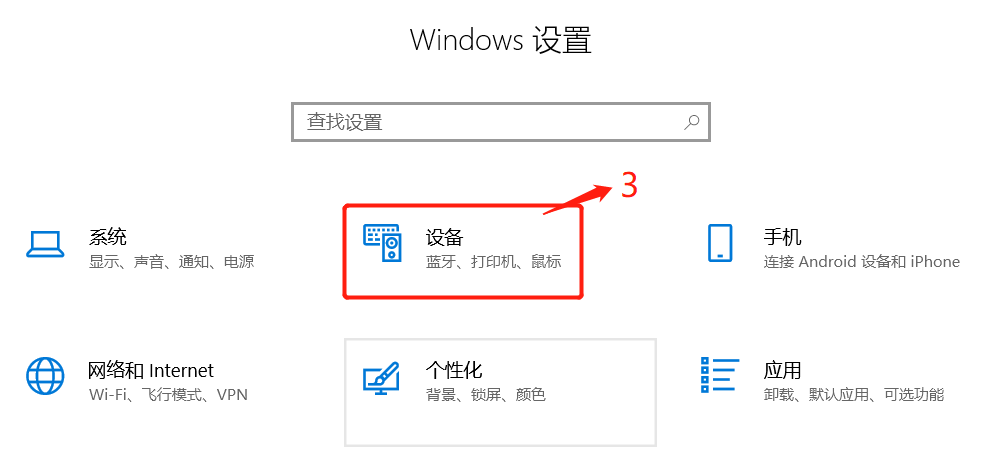 Windows 设置
查找设置
3
系统
显示、声音、通知、电源
设备
蓝牙、打印机、鼠标
手机
连接 Android 设备和 iPhone
网络和 Internet
Wi-Fi、飞行模式、VPN
个性化
背景、锁屏、颜色
应用
卸载、默认应用、可选功能